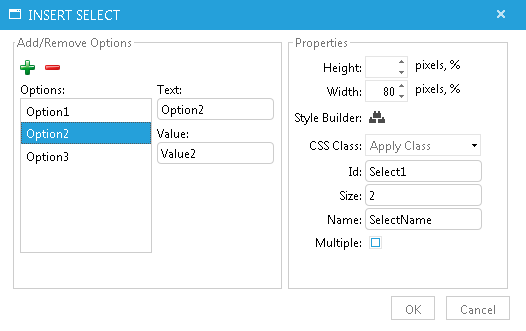 INSERT SELECT
Add/Remove Options
Options:
Option1
Option2
Option3
Text:
Option2
Value:
Value2
Properties
Height: pixels, %
Width: 80 pixels, %
Style Builder:
CSS Class: Apply Class
Id: Select1
Size: 2
Name: SelectName
Multiple:
OK Cancel